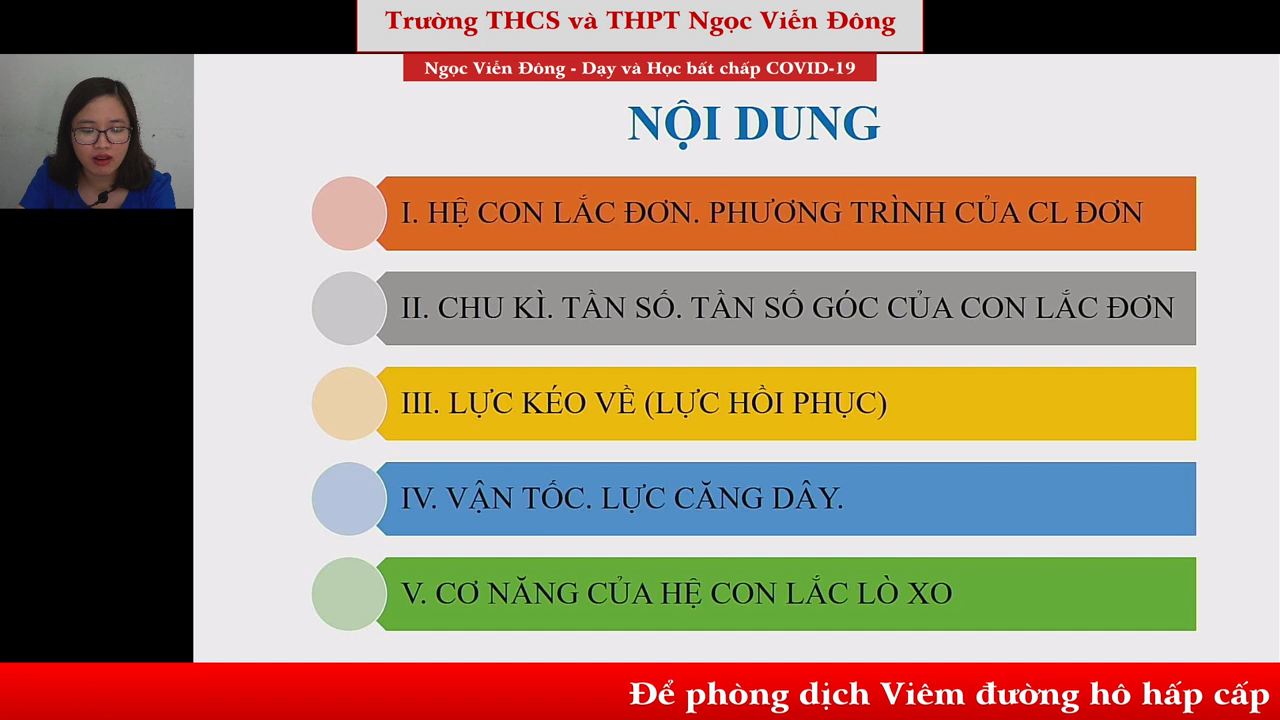 Trường THCS và THPT Ngọc Viễn Đông
Ngọc Viễn Đông - Dạy và Học bất chấp COVID-19
NỘI DUNG
I. HỆ CON LẮC ĐƠN. PHƯƠNG TRÌNH CỦA CL ĐƠN
II. CHU KÌ. TẦN SỐ. TẦN SỐ GÓC CỦA CON LẮC ĐƠN
III. LỰC KÉO VỀ (LỰC HỒI PHỤC)
IV. VẬN TỐC. LỰC CĂNG DÂY.
V. CƠ NĂNG CỦA HỆ CON LẮC LÒ XO
Để phòng dịch Viêm đường hô hấp cấp